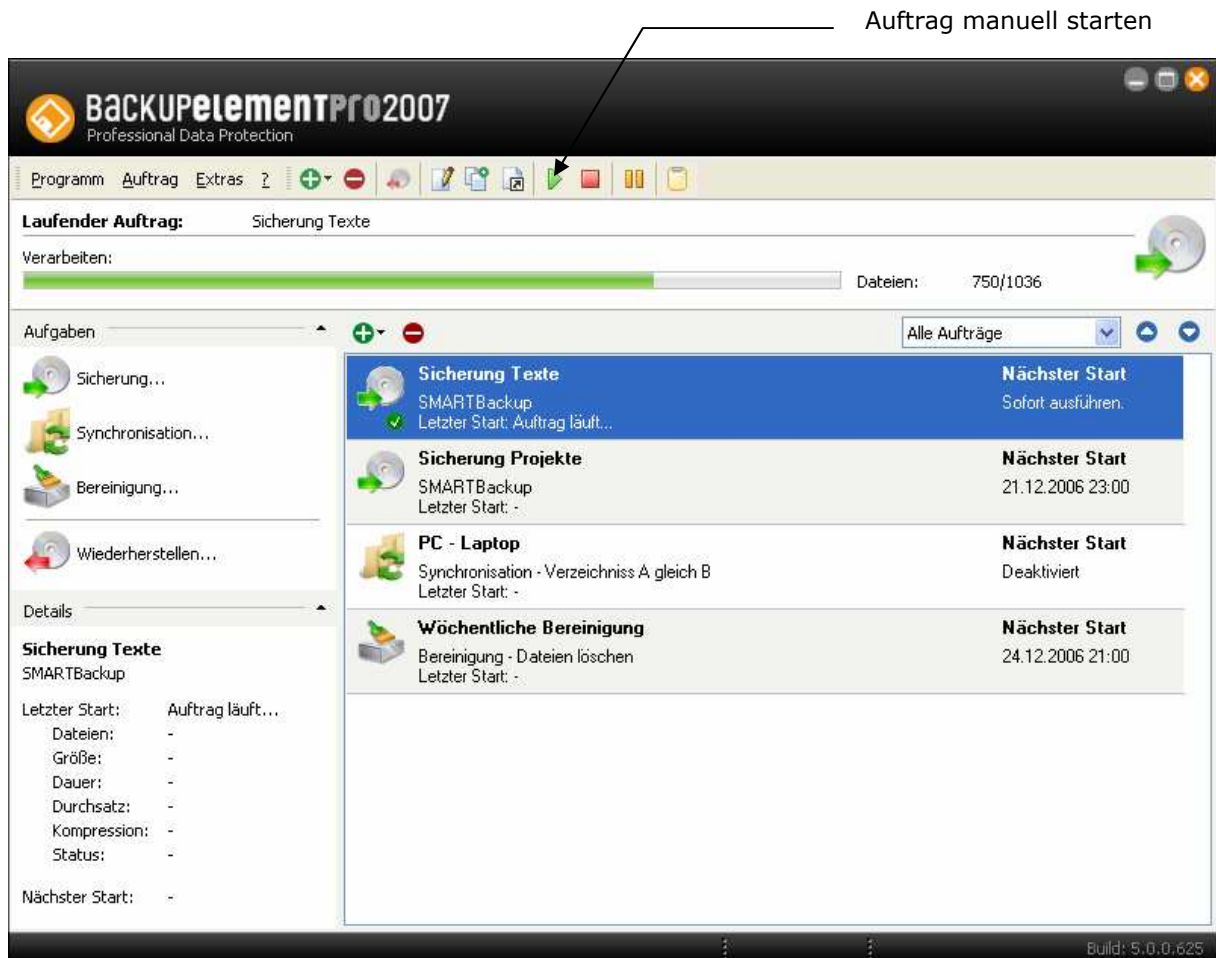 Auftrag manuell starten
BACKUPelementPro2007
Professional Data Protection
Programm Auftrag Extras ?
Laufender Auftrag: Sicherung Texte
Verarbeiten:
Dateien: 750/1036
Aufgaben
Alle Aufträge
Sicherung...
Synchronisation...
Bereinigung...
Wiederherstellen...
Sicherung Texte Nächster Start
SMARTBackup Sofort ausführen.
Letzter Start: Auftrag läuft...
Sicherung Projekte Nächster Start
SMARTBackup 21.12.2006 23:00
Letzter Start: -
PC - Laptop Nächster Start
Synchronisation - Verzeichniss A gleich B Deaktiviert
Letzter Start: -
Wöchentliche Bereinigung Nächster Start
Bereinigung - Dateien löschen 24.12.2006 21:00
Letzter Start: -
Details
Sicherung Texte
SMARTBackup
Letzter Start: Auftrag läuft...
Dateien: -
Größe: -
Dauer: -
Durchsatz: -
Kompression: -
Status: -
Nächster Start: -
Build: 5.0.0.625